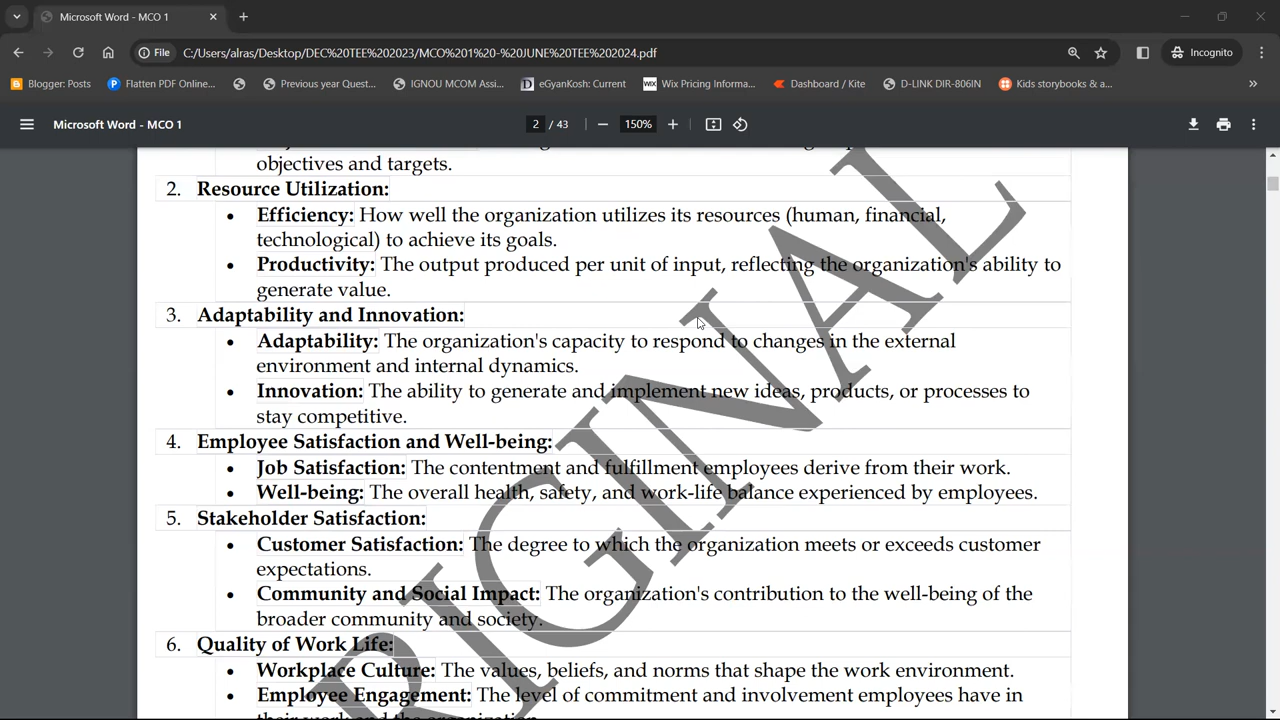 Microsoft Word - MCO 1
File
C:/Users/alras/Desktop/DEC%20TEE%202023/MCO%201%20-%20JUNE%20TEE%202024.pdf
Incognito
Blogger: Posts
Flatten PDF Online...
Previous year Quest...
IGNOU MCOM Assi...
eGyanKosh: Current
WIX Wix Pricing Informa...
Dashboard / Kite
D-LINK DIR-806IN
Kids storybooks & a...
»
Microsoft Word - MCO 1
2 / 43
150%
objectives and targets.
2. Resource Utilization:
• Efficiency: How well the organization utilizes its resources (human, financial,
technological) to achieve its goals.
• Productivity: The output produced per unit of input, reflecting the organization's ability to
generate value.
3. Adaptability and Innovation:
• Adaptability: The organization's capacity to respond to changes in the external
environment and internal dynamics.
• Innovation: The ability to generate and implement new ideas, products, or processes to
stay competitive.
4. Employee Satisfaction and Well-being:
• Job Satisfaction: The contentment and fulfillment employees derive from their work.
• Well-being: The overall health, safety, and work-life balance experienced by employees.
5. Stakeholder Satisfaction:
• Customer Satisfaction: The degree to which the organization meets or exceeds customer
expectations.
• Community and Social Impact: The organization's contribution to the well-being of the
broader community and society.
6. Quality of Work Life:
• Workplace Culture: The values, beliefs, and norms that shape the work environment.
• Employee Engagement: The level of commitment and involvement employees have in
their work and the organization.
RIGINAL